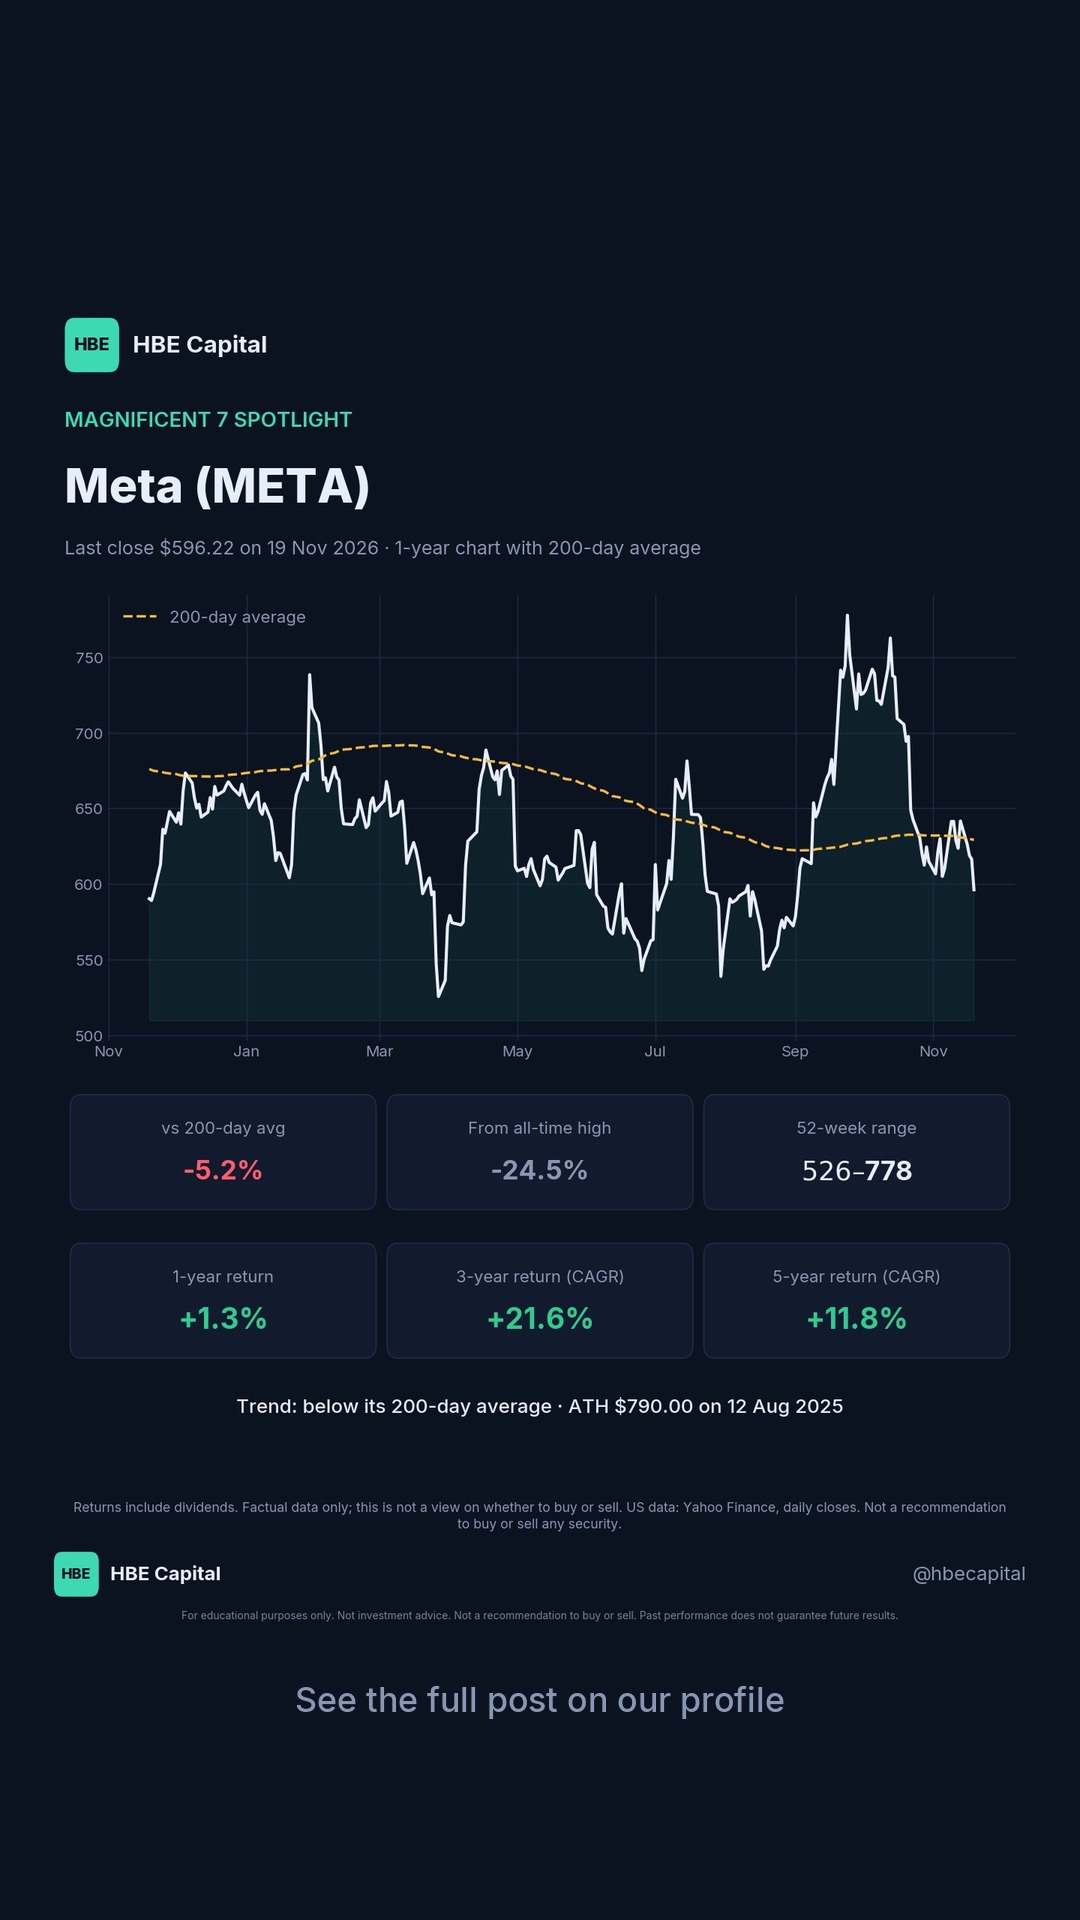 HBE
HBE Capital
MAGNIFICENT 7 SPOTLIGHT
Meta (META)
Last close $596.22 on 19 Nov 2026 · 1-year chart with 200-day average
200-day average
750
700
650
600
550
500
Nov Jan Mar May Jul Sep Nov
vs 200-day avg
-5.2%
From all-time high
-24.5%
52-week range
526–778
1-year return
+1.3%
3-year return (CAGR)
+21.6%
5-year return (CAGR)
+11.8%
Trend: below its 200-day average · ATH $790.00 on 12 Aug 2025
Returns include dividends. Factual data only; this is not a view on whether to buy or sell. US data: Yahoo Finance, daily closes. Not a recommendation
to buy or sell any security.
HBE
HBE Capital
@hbecapital
For educational purposes only. Not investment advice. Not a recommendation to buy or sell. Past performance does not guarantee future results.
See the full post on our profile